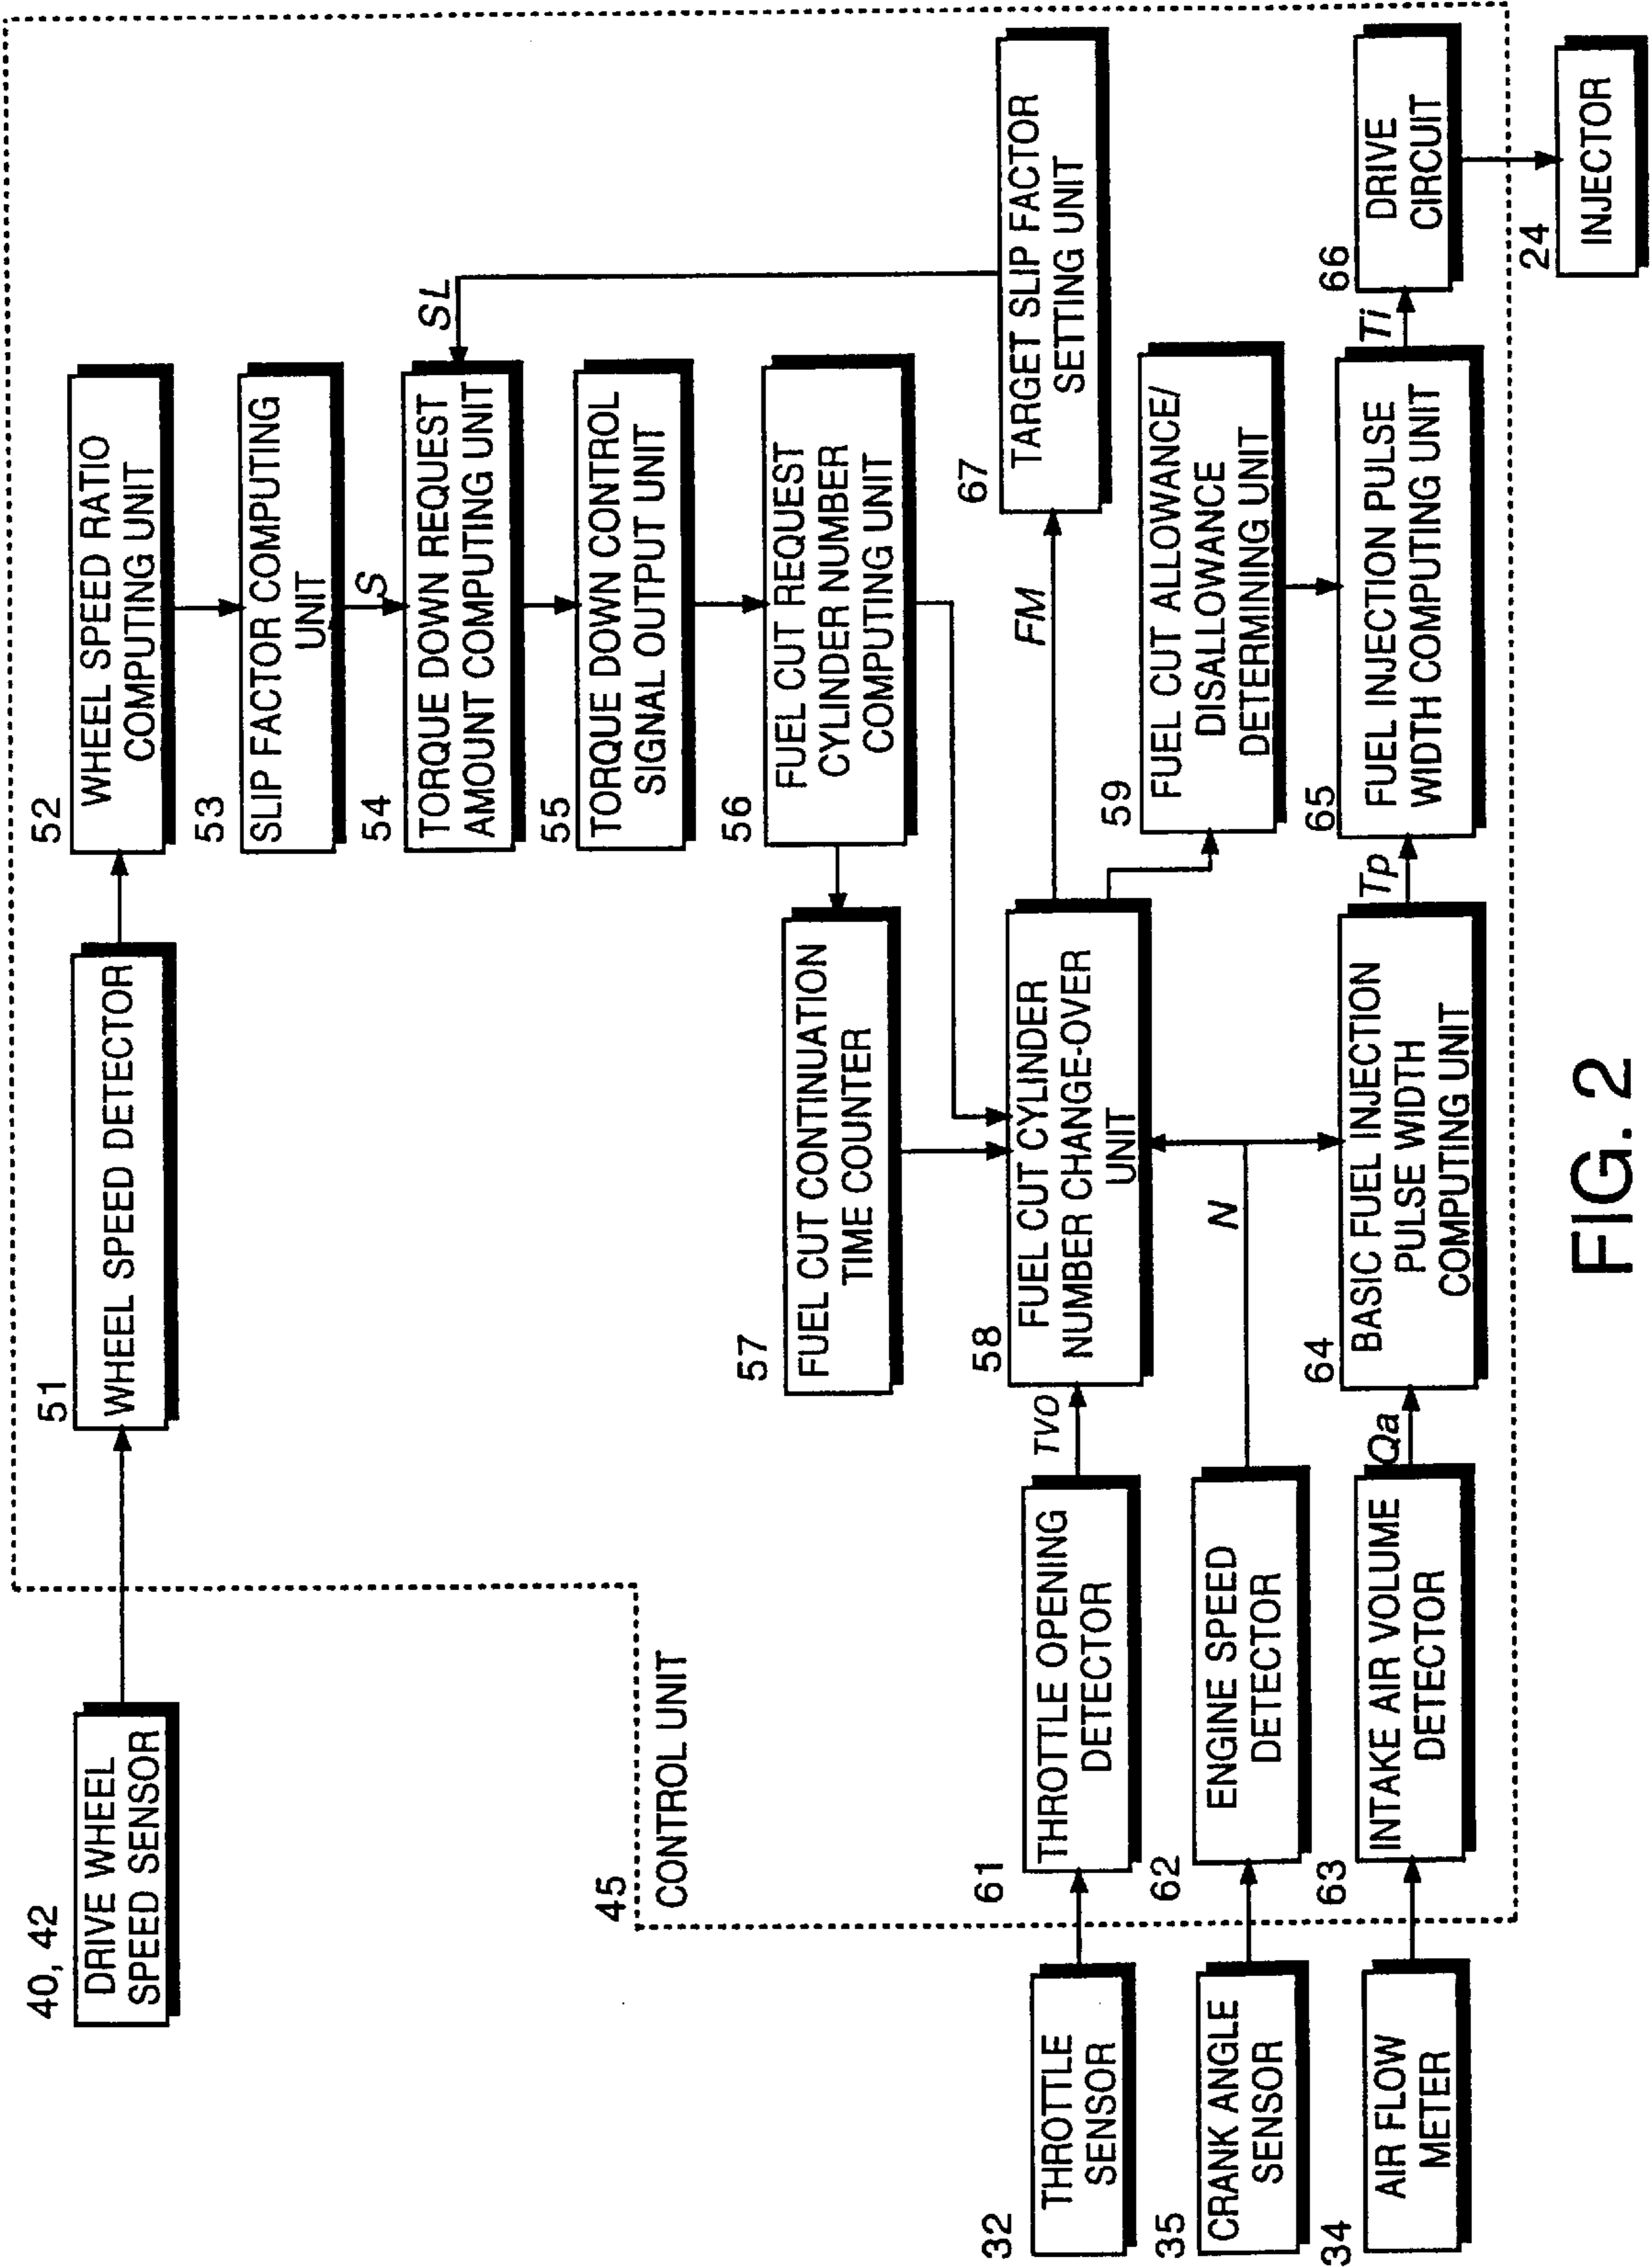 40, 42
DRIVE WHEEL
SPEED SENSOR
51
WHEEL SPEED DETECTOR
52
WHEEL SPEED RATIO
COMPUTING UNIT
53
SLIP FACTOR COMPUTING
UNIT
S
54
TORQUE DOWN REQUEST
AMOUNT COMPUTING UNIT
SL
55
TORQUE DOWN CONTROL
SIGNAL OUTPUT UNIT
56
FUEL CUT REQUEST
CYLINDER NUMBER
COMPUTING UNIT
45
CONTROL UNIT
57
FUEL CUT CONTINUATION
TIME COUNTER
32
THROTTLE
SENSOR
61
THROTTLE OPENING
DETECTOR
TVO
58
FUEL CUT CYLINDER
NUMBER CHANGE-OVER
UNIT
FM
67
TARGET SLIP FACTOR
SETTING UNIT
35
CRANK ANGLE
SENSOR
62
ENGINE SPEED
DETECTOR
N
59
FUEL CUT ALLOWANCE/
DISALLOWANCE
DETERMINING UNIT
34
AIR FLOW
METER
63
INTAKE AIR VOLUME
DETECTOR
Qa
64
BASIC FUEL INJECTION
PULSE WIDTH
COMPUTING UNIT
Tp
65
FUEL INJECTION PULSE
WIDTH COMPUTING UNIT
Ti
66
DRIVE
CIRCUIT
24
INJECTOR
FIG. 2